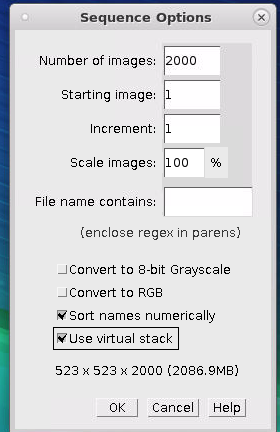 Sequence Options
Number of images: 2000
Starting image: 1
Increment: 1
Scale images: 100 %
File name contains:
(enclose regex in parens)
Convert to 8-bit Grayscale
Convert to RGB
Sort names numerically
Use virtual stack
523 x 523 x 2000 (2086.9MB)
OK Cancel Help